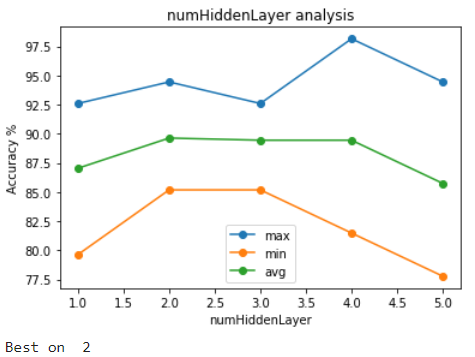 numHiddenLayer analysis
97.5
95.0
92.5
90.0
87.5
85.0
82.5
80.0
77.5
Accuracy %
max
min
avg
1.0 1.5 2.0 2.5 3.0 3.5 4.0 4.5 5.0
numHiddenLayer
Best on 2